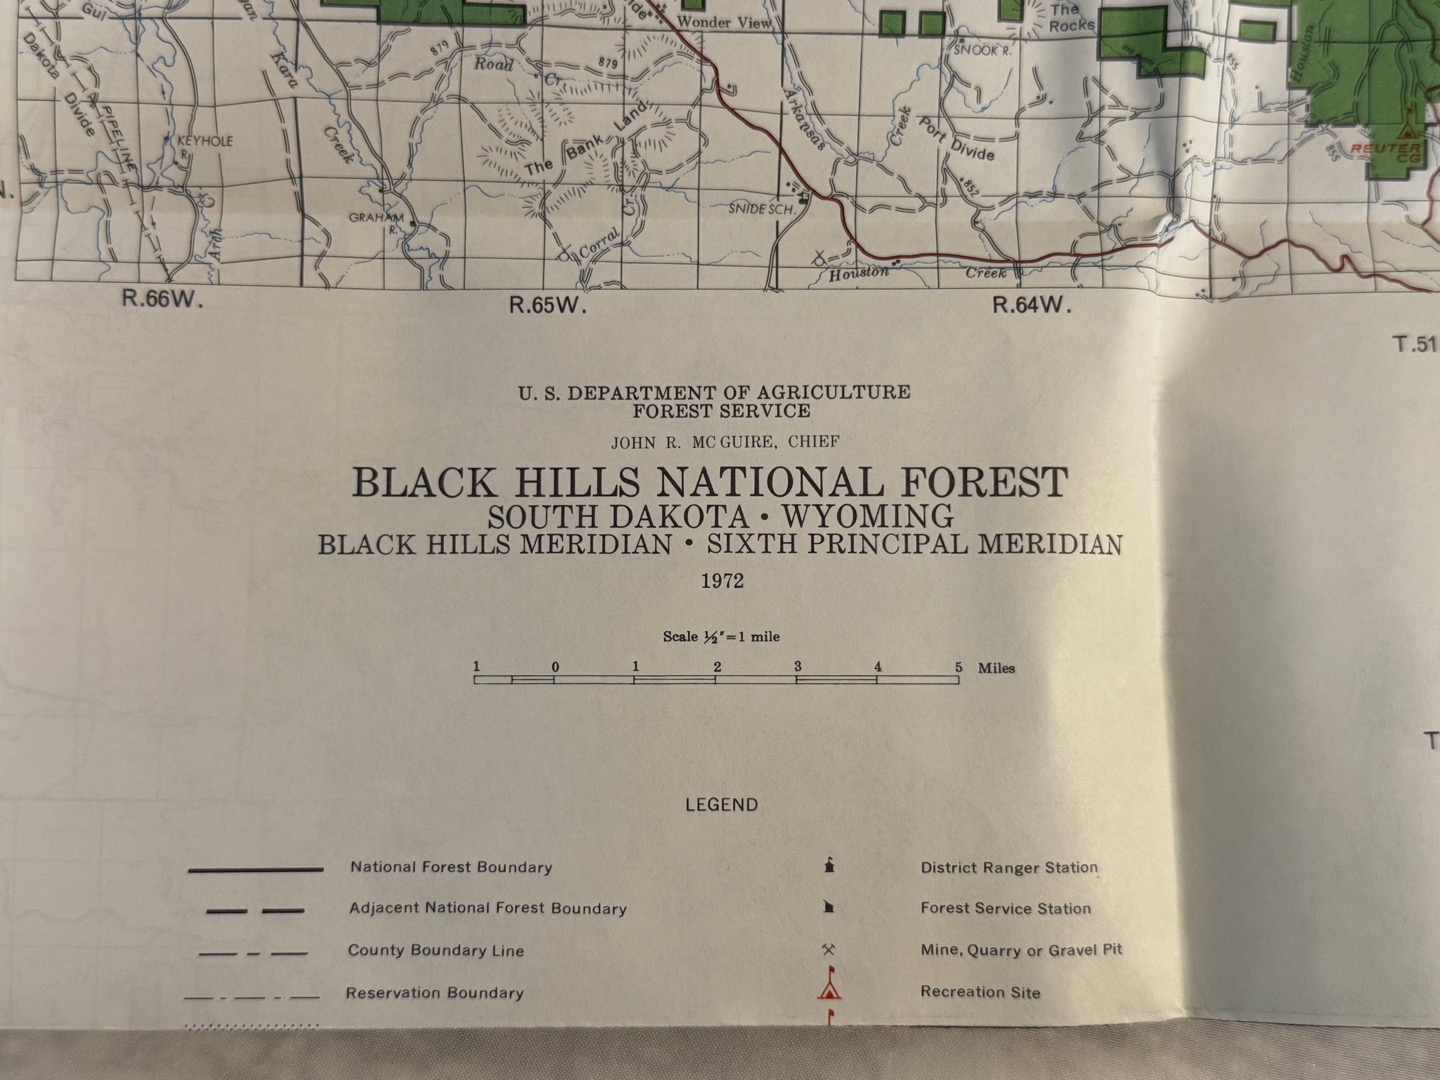 Gul
Dakota
Divide
PIPELINE
KEYHOLE
R.
Kara
Creek
GRAHAM
R.
879
Road Cr.
879
The Bank Land
Corral Cr.
Wonder View
SNIDE SCH.
Arkansas
Creek
Houston Creek
Port Divide
852
SNOOK R.
The
Rocks
855
Houston
855
REUTER
CG
R.66W.
R.65W.
R.64W.
T.51
U. S. DEPARTMENT OF AGRICULTURE
FOREST SERVICE
JOHN R. MC GUIRE, CHIEF
BLACK HILLS NATIONAL FOREST
SOUTH DAKOTA • WYOMING
BLACK HILLS MERIDIAN • SIXTH PRINCIPAL MERIDIAN
1972
Scale ½″=1 mile
1 0 1 2 3 4 5 Miles
LEGEND
National Forest Boundary
Adjacent National Forest Boundary
County Boundary Line
Reservation Boundary
District Ranger Station
Forest Service Station
Mine, Quarry or Gravel Pit
Recreation Site